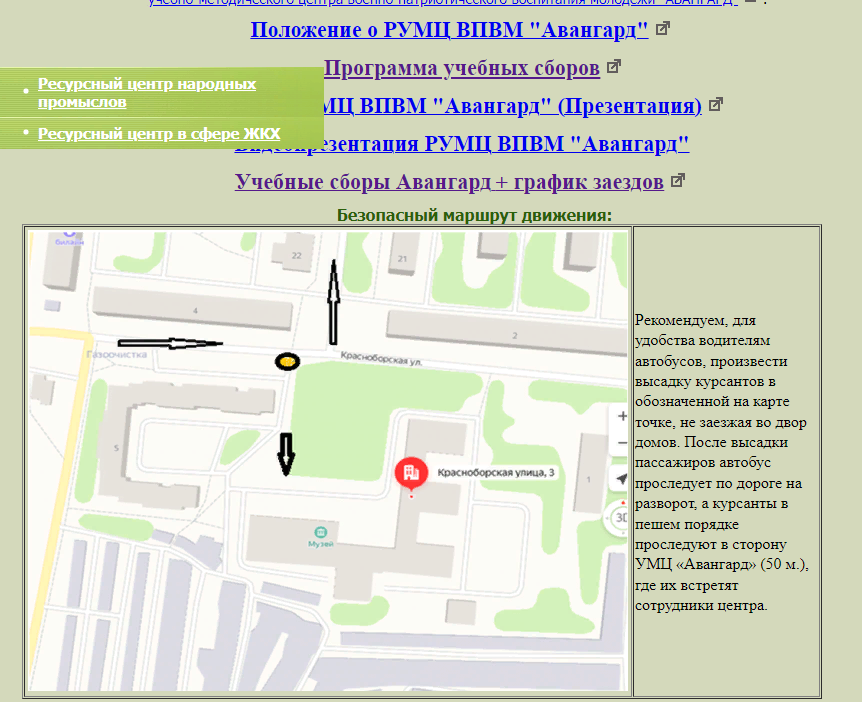 учебно-методического центра военно-патриотического воспитания молодежи "АВАНГАРД"
Положение о РУМЦ ВПВМ "Авангард"
Программа учебных сборов
Ресурсный центр народных
промыслов
МЦ ВПВМ "Авангард" (Презентация)
Ресурсный центр в сфере ЖКХ
Видеопрезентация РУМЦ ВПВМ "Авангард"
Учебные сборы Авангард + график заездов
Безопасный маршрут движения:
билайн
22
21
4
2
Газоочистка
Красноборская ул.
5
1
Красноборская улица, 3
3D
Музей
Рекомендуем, для
удобства водителям
автобусов, произвести
высадку курсантов в
обозначенной на карте
точке, не заезжая во двор
домов. После высадки
пассажиров автобус
проследует по дороге на
разворот, а курсанты в
пешем порядке
проследуют в сторону
УМЦ «Авангард» (50 м.),
где их встретят
сотрудники центра.